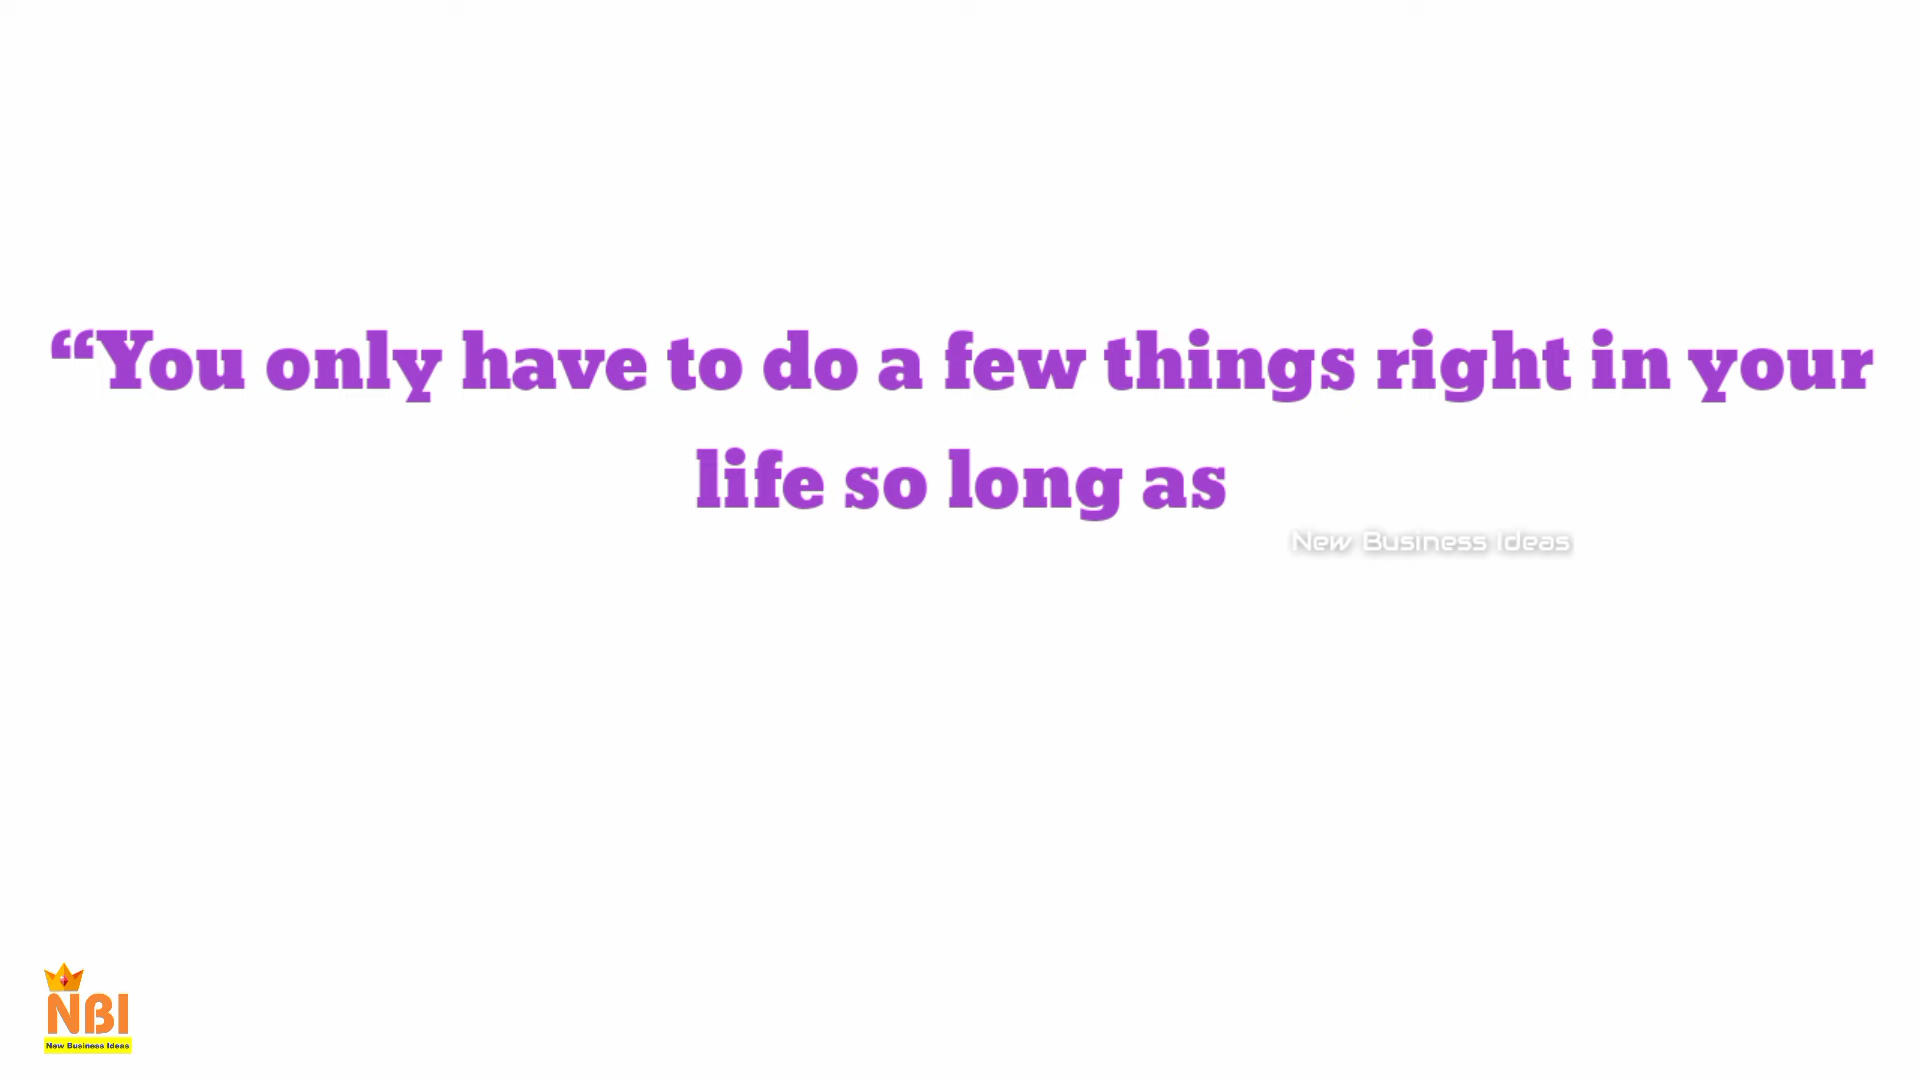 “You only have to do a few things right in your
life so long as
New Business Ideas
NBI
New Business Ideas